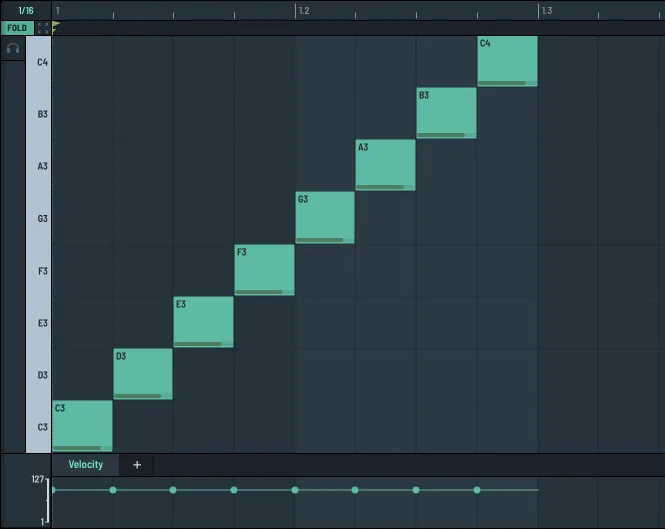 1/16 1 1.2 1.3
FOLD
C4 C4
B3 B3
A3 A3
G3 G3
F3 F3
E3 E3
D3 D3
C3 C3
Velocity +
127
1